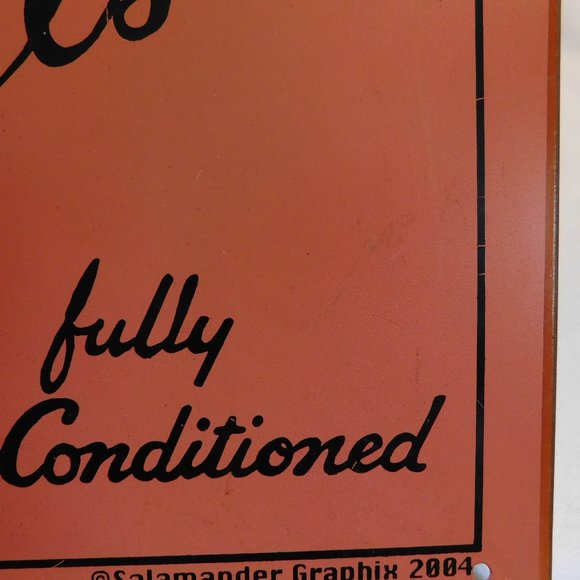 fully
Conditioned
©Salamander Graphix 2004